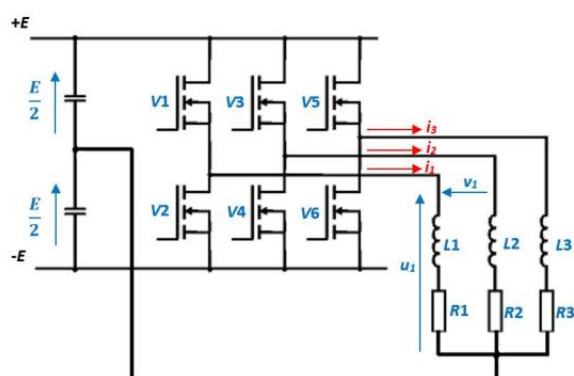 +E
E/2
V1 V3 V5
i3
i2
i1
v1
E/2
V2 V4 V6
L1 L2 L3
-E
u1
R1 R2 R3